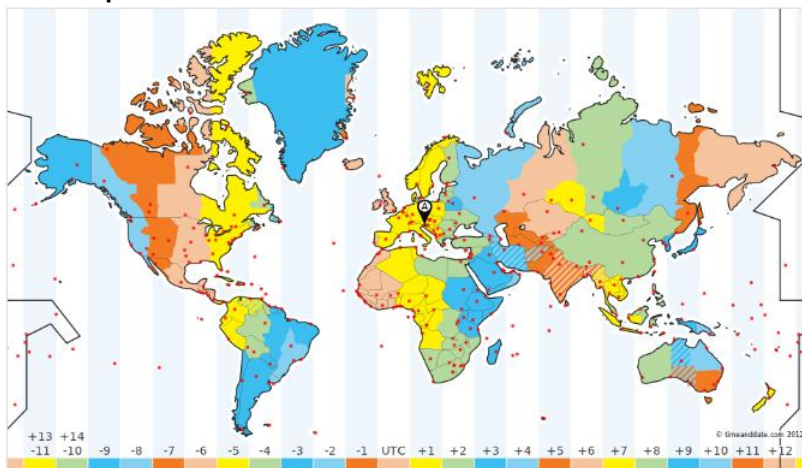 A
© timeanddate.com 2012
+13 +14
-11 -10 -9 -8 -7 -6 -5 -4 -3 -2 -1 UTC +1 +2 +3 +4 +5 +6 +7 +8 +9 +10 +11 +12